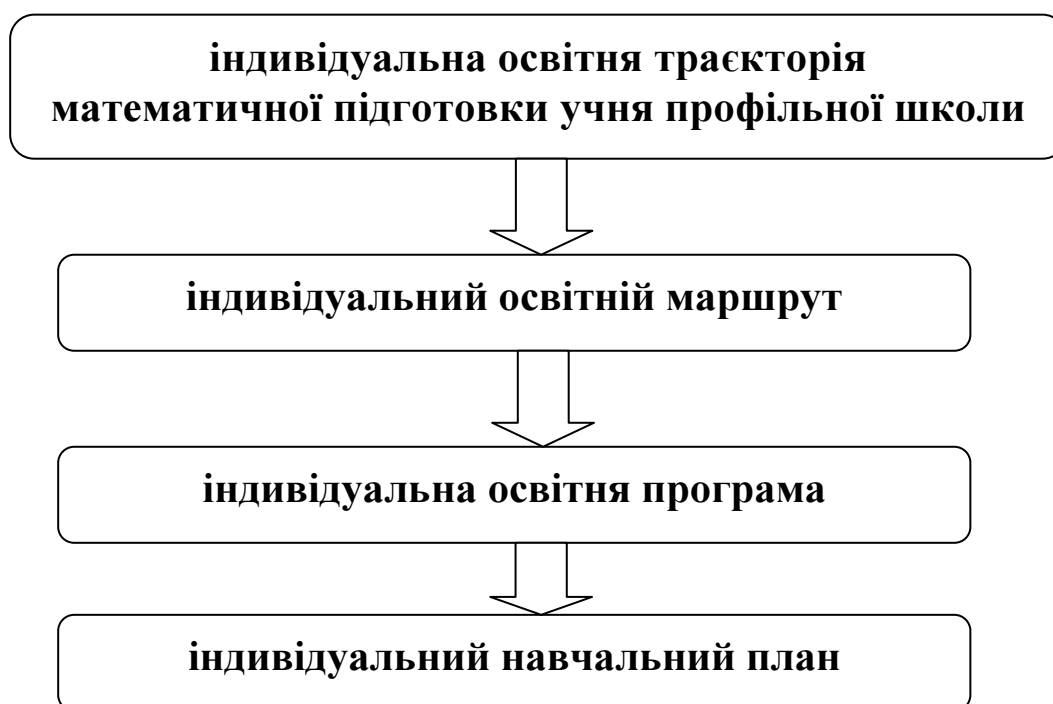 індивідуальна освітня траєкторія
математичної підготовки учня профільної школи
індивідуальний освітній маршрут
індивідуальна освітня програма
індивідуальний навчальний план